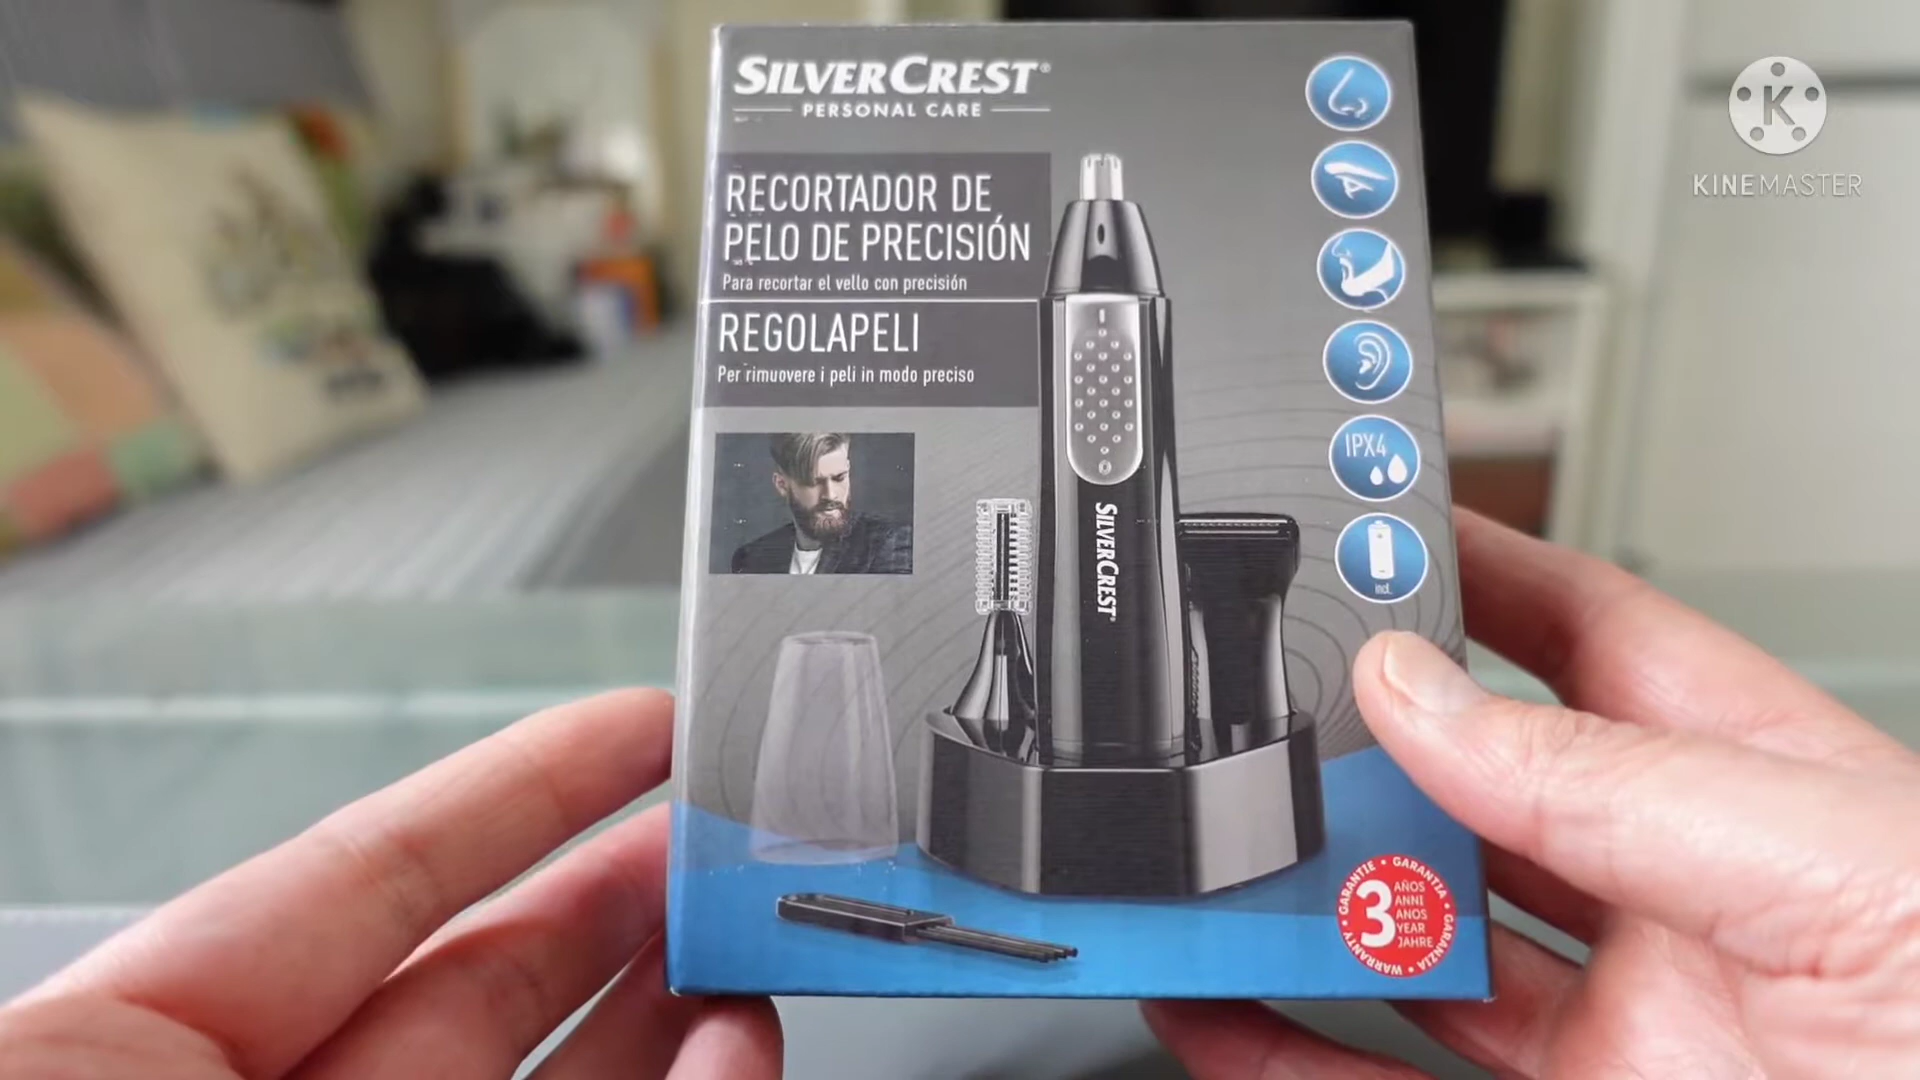 SILVERCREST®
PERSONAL CARE
RECORTADOR DE
PELO DE PRECISIÓN
Para recortar el vello con precisión
REGOLAPELI
Per rimuovere i peli in modo preciso
SILVERCREST®
IPX4
incl.
GARANTIE • GARANTIA • GARANZIA • WARRANTY •
3
AÑOS
ANNI
ANOS
YEAR
JAHRE
K
KINEMASTER